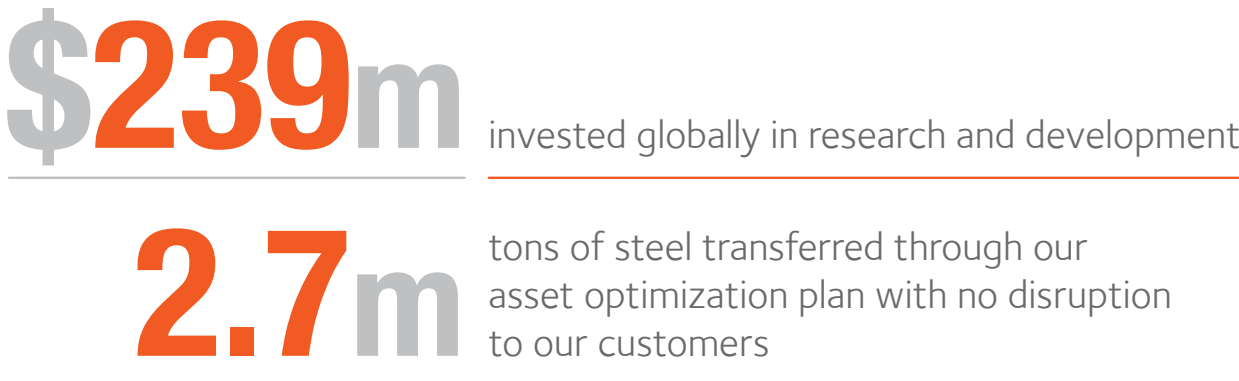 $239m invested globally in research and development
2.7m tons of steel transferred through our
asset optimization plan with no disruption
to our customers